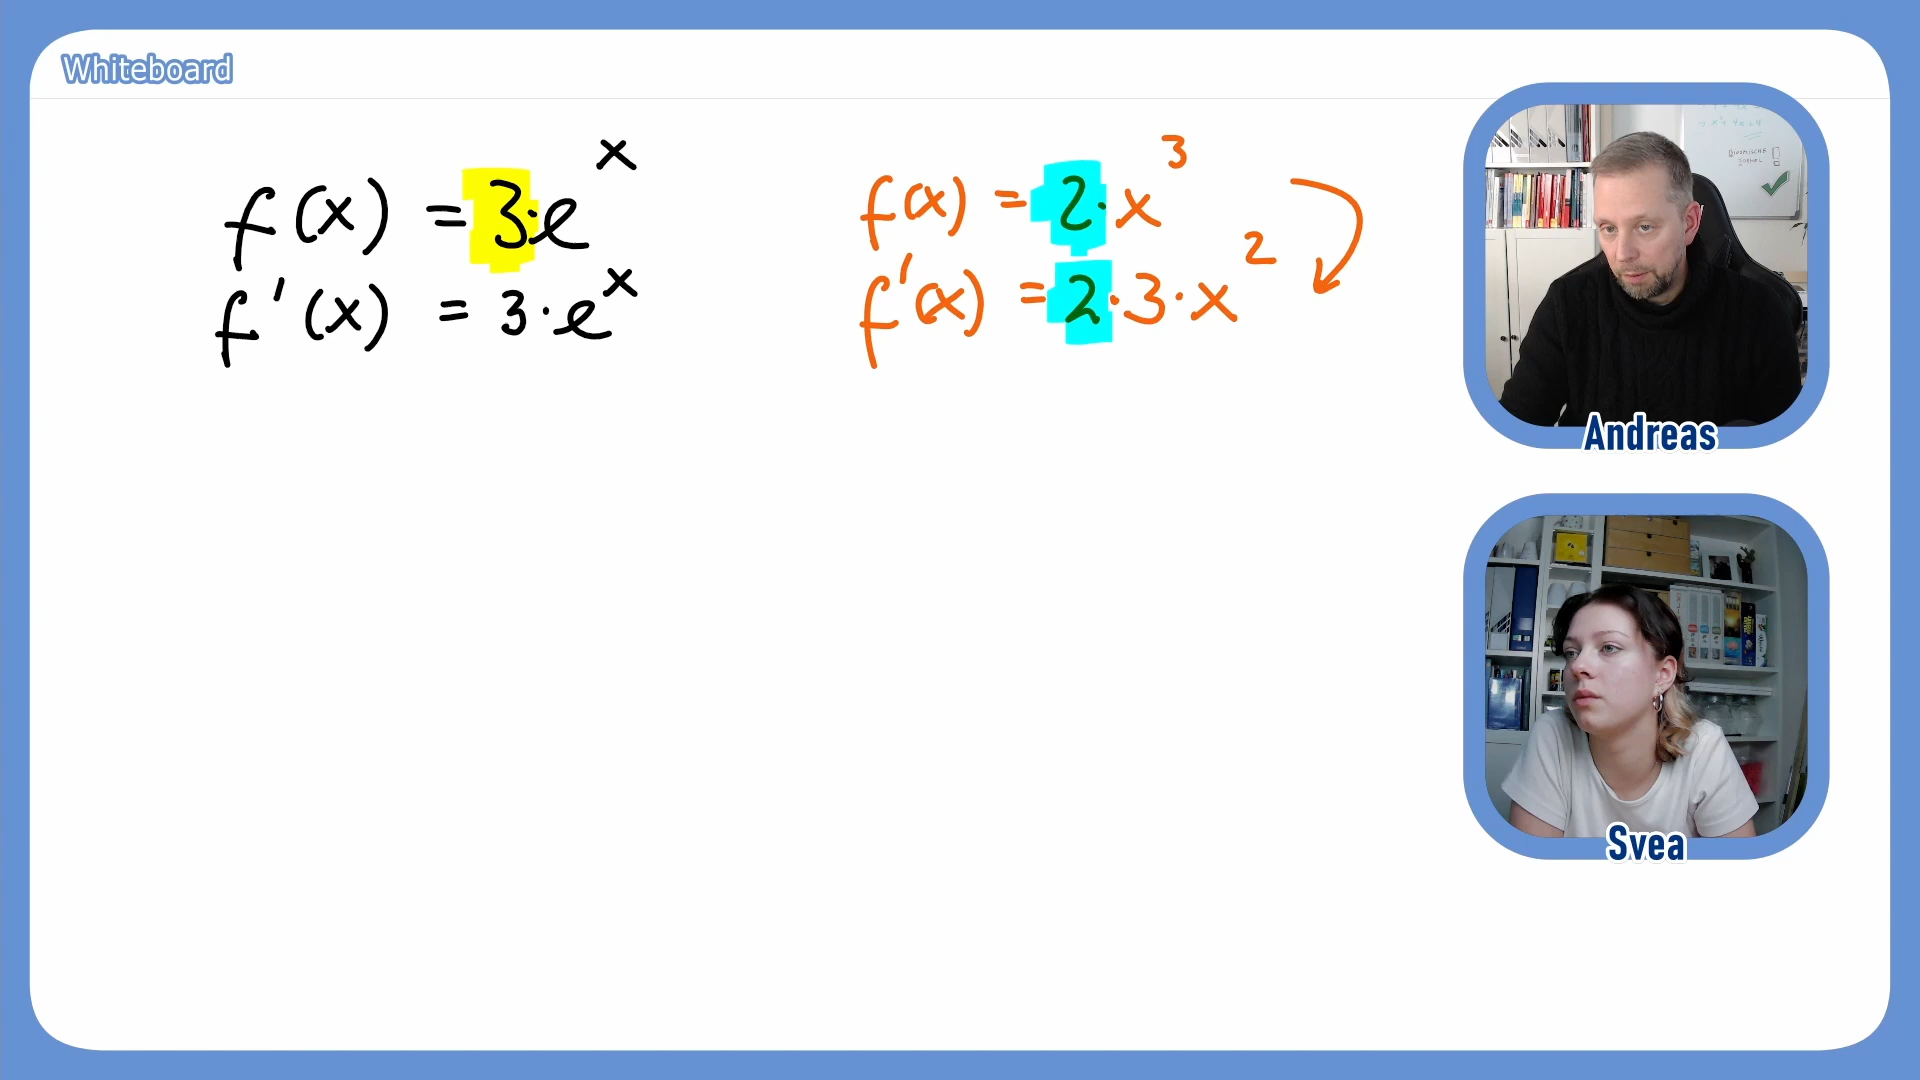 Whiteboard
f(x) = 3·e^x
f'(x) = 3·e^x
f(x) = 2·x^3
f'(x) = 2·3·x^2
Andreas
Svea